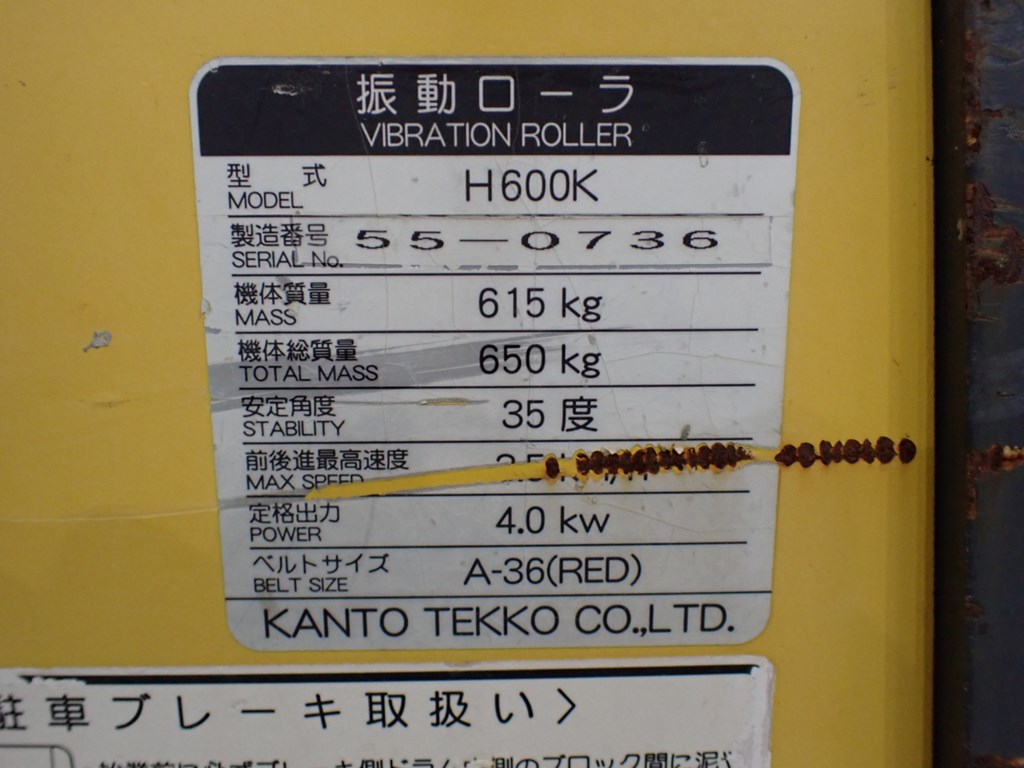 振動ローラ
VIBRATION ROLLER
型式 H600K
MODEL
製造番号 55-0736
SERIAL No.
機体質量 615 kg
MASS
機体総質量 650 kg
TOTAL MASS
安定角度 35 度
STABILITY
前後進最高速度
MAX SPEED
定格出力 4.0 kw
POWER
ベルトサイズ A-36(RED)
BELT SIZE
KANTO TEKKO CO.,LTD.
駐車ブレーキ取扱い〉